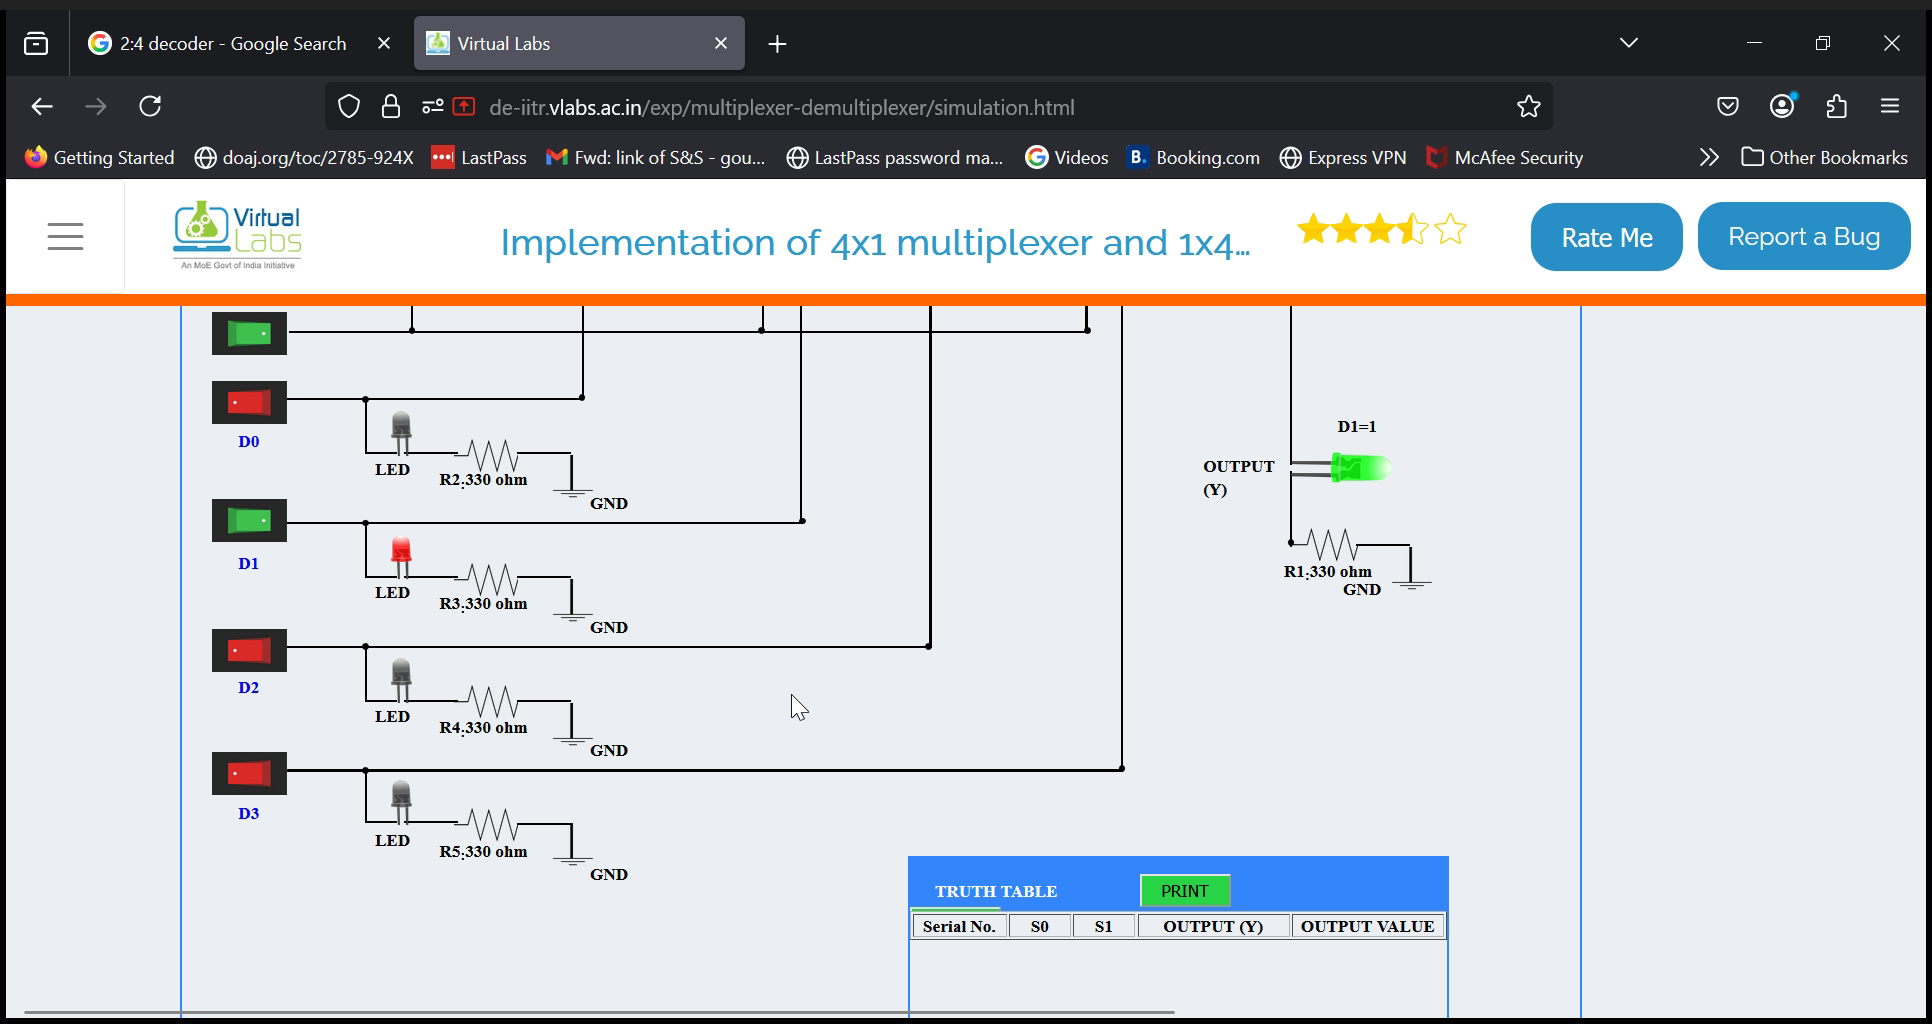 2:4 decoder - Google Search
Virtual Labs
de-iitr.vlabs.ac.in/exp/multiplexer-demultiplexer/simulation.html
Getting Started doaj.org/toc/2785-924X LastPass Fwd: link of S&S - gou... LastPass password ma... Videos B. Booking.com Express VPN McAfee Security Other Bookmarks
Virtual
Labs
An MoE Govt of India Initiative
Implementation of 4x1 multiplexer and 1x4...
Rate Me
Report a Bug
D0
LED
R2:330 ohm
GND
D1
LED
R3:330 ohm
GND
D2
LED
R4:330 ohm
GND
D3
LED
R5:330 ohm
GND
D1=1
OUTPUT
(Y)
R1:330 ohm
GND
TRUTH TABLE
PRINT
Serial No. S0 S1 OUTPUT (Y) OUTPUT VALUE